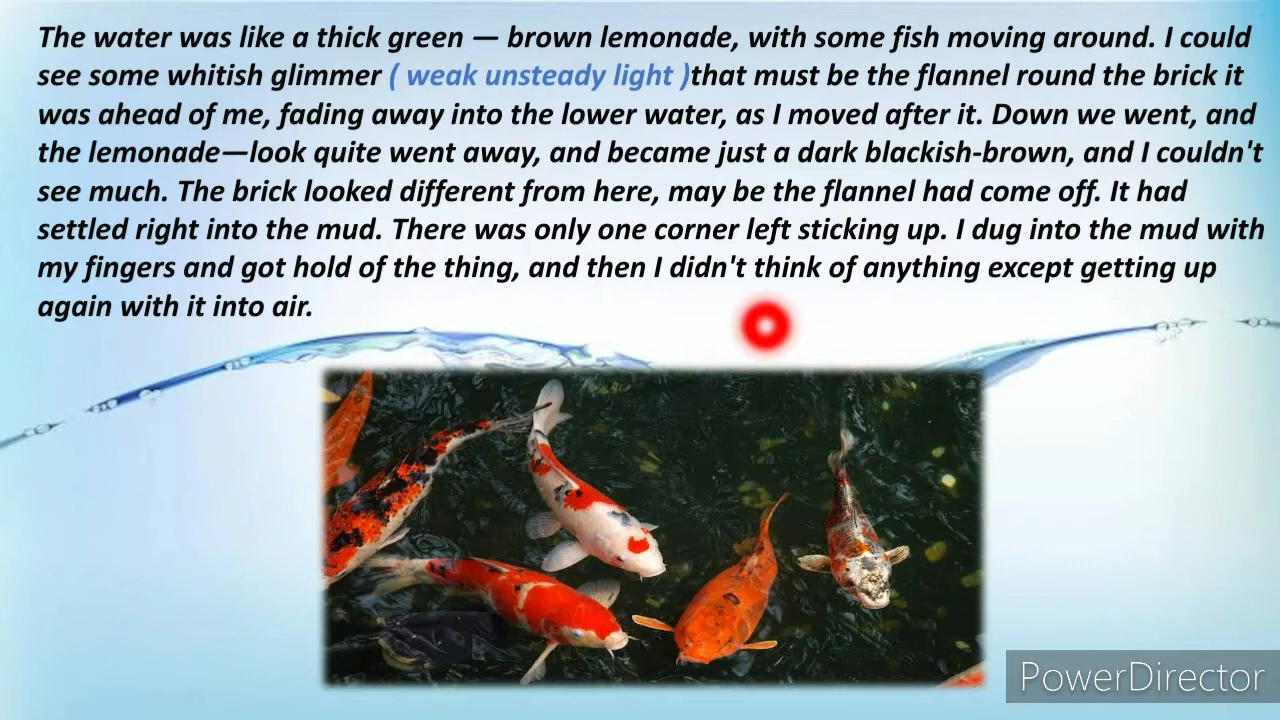 The water was like a thick green — brown lemonade, with some fish moving around. I could
see some whitish glimmer ( weak unsteady light )that must be the flannel round the brick it
was ahead of me, fading away into the lower water, as I moved after it. Down we went, and
the lemonade—look quite went away, and became just a dark blackish-brown, and I couldn't
see much. The brick looked different from here, may be the flannel had come off. It had
settled right into the mud. There was only one corner left sticking up. I dug into the mud with
my fingers and got hold of the thing, and then I didn't think of anything except getting up
again with it into air.
PowerDirector